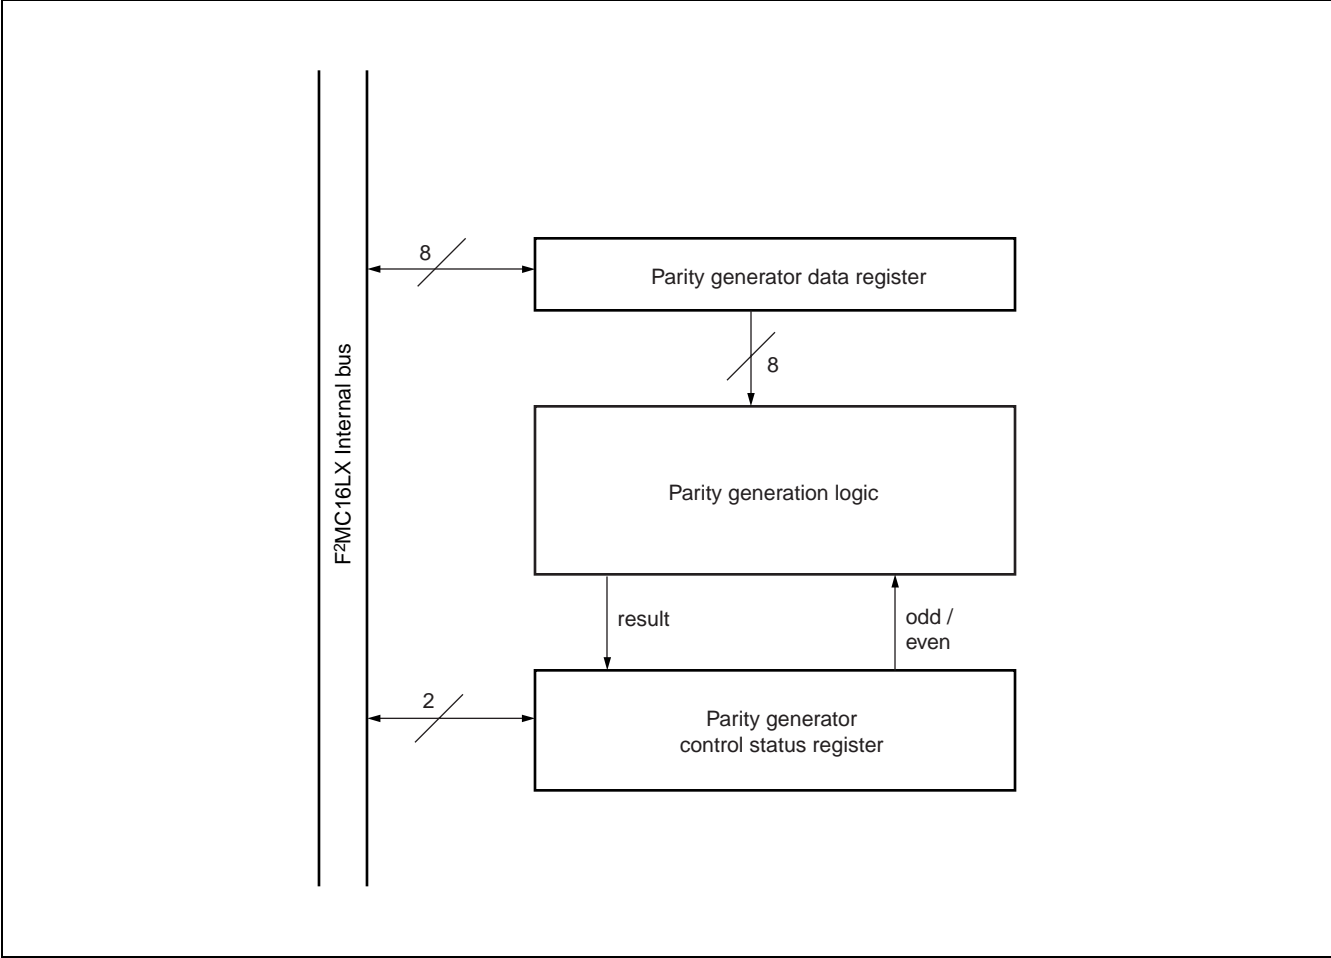 8
Parity generator data register
8
F²MC16LX Internal bus
Parity generation logic
result
odd /
even
2
Parity generator
control status register